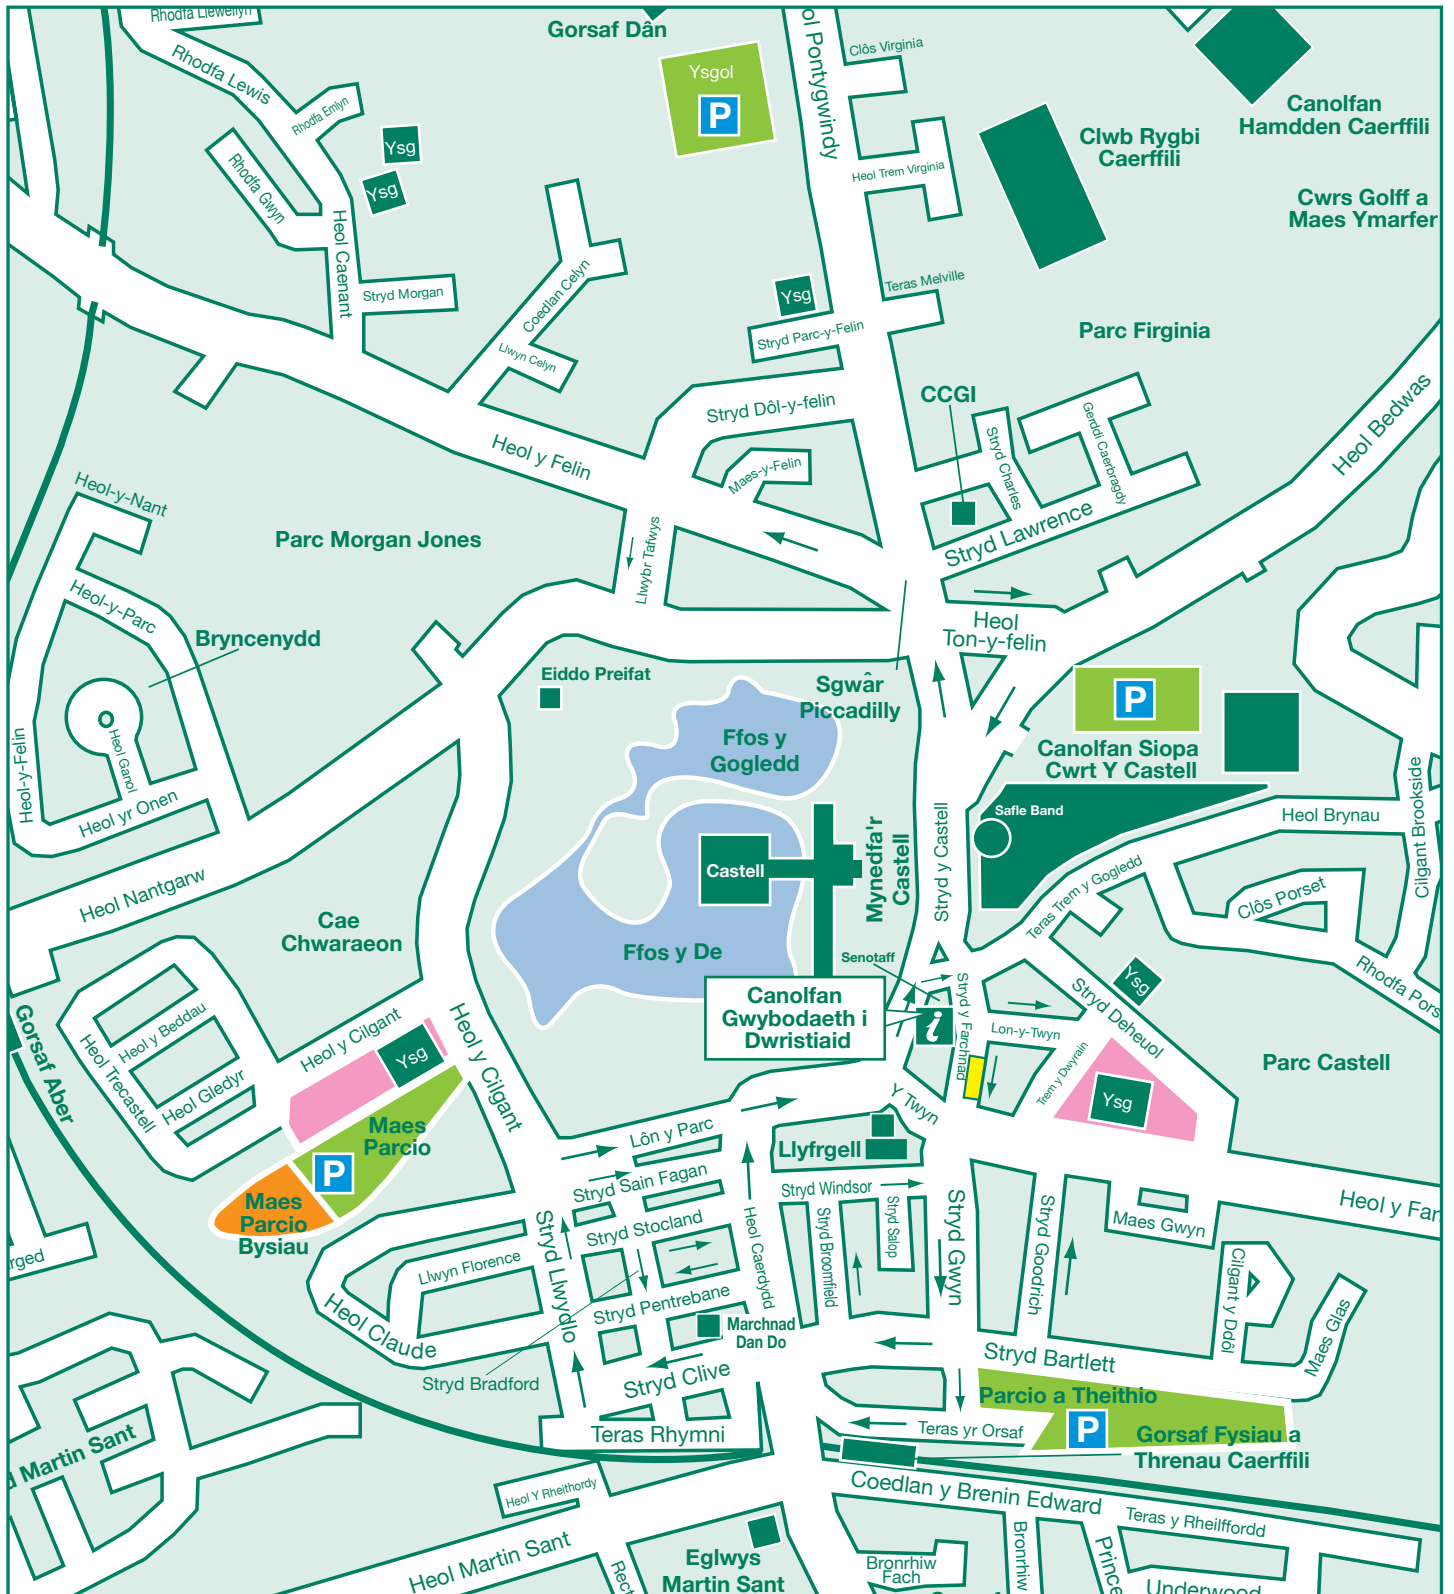 Rhodfa Llewellyn
Rhodfa Lewis
Rhodfa Emlyn
Rhodfa Gwyn
Heol Caenant
Stryd Morgan
Ysg
Ysg
Gorsaf Dân
Ysgol
P
ol Pontygwindy
Clôs Virginia
Heol Trem Virginia
Teras Melville
Clwb Rygbi
Caerffili
Canolfan
Hamdden Caerffili
Cwrs Golff a
Maes Ymarfer
Parc Firginia
Coedlan Celyn
Llwyn Celyn
Ysg
Stryd Parc-y-Felin
Stryd Dôl-y-felin
Maes-y-Felin
CCGI
Stryd Charles
Gerddi Caerbragdy
Stryd Lawrence
Heol Bedwas
Heol y Felin
Heol-y-Nant
Parc Morgan Jones
Llwybr Tafwys
Heol-y-Parc
Bryncenydd
Heol
Ton-y-felin
Heol-y-Felin
Heol Ganol
Heol yr Onen
Eiddo Preifat
Sgwâr
Piccadilly
P
Canolfan Siopa
Cwrt Y Castell
Ffos y
Gogledd
Safle Band
Heol Brynau
Cilgant Brookside
Castell
Mynedfa'r
Castell
Stryd y Castell
Teras Trem y Gogledd
Clôs Porset
Rhodfa Pors
Heol Nantgarw
Cae
Chwaraeon
Ffos y De
Senotaff
Canolfan
Gwybodaeth i
Dwristiaid
i
Stryd y Farchnad
Lon-y-Twyn
Trem y Dwyrain
Stryd Deheuol
Ysg
Ysg
Parc Castell
Gorsaf Aber
Heol Trecastell
Heol y Beddau
Heol Gledyr
Heol y Cilgant
Ysg
Heol y Cilgant
Maes
Parcio
P
Maes
Parcio
Bysiau
Lôn y Parc
Y Twyn
Llyfrgell
Stryd Sain Fagan
Stryd Windsor
Stryd Stocland
Stryd Broomfield
Stryd Salop
Stryd Gwyn
Stryd Goodrich
Maes Gwyn
Heol y Fan
Cilgant y Ddôl
Maes Glas
rged
Llwyn Florence
Heol Claude
Stryd Llwydlo
Stryd Pentrebane
Heol Caerdydd
Marchnad
Dan Do
Stryd Bradford
Stryd Clive
Teras Rhymni
Stryd Bartlett
Parcio a Theithio
P
Teras yr Orsaf
Gorsaf Fysiau a
Threnau Caerffili
d Martin Sant
Heol Y Rheithordy
Heol Martin Sant
Rect
Eglwys
Martin Sant
Coedlan y Brenin Edward
Teras y Rheilffordd
Bronrhiw
Fach
Bronrhiw
Prince
Underwood